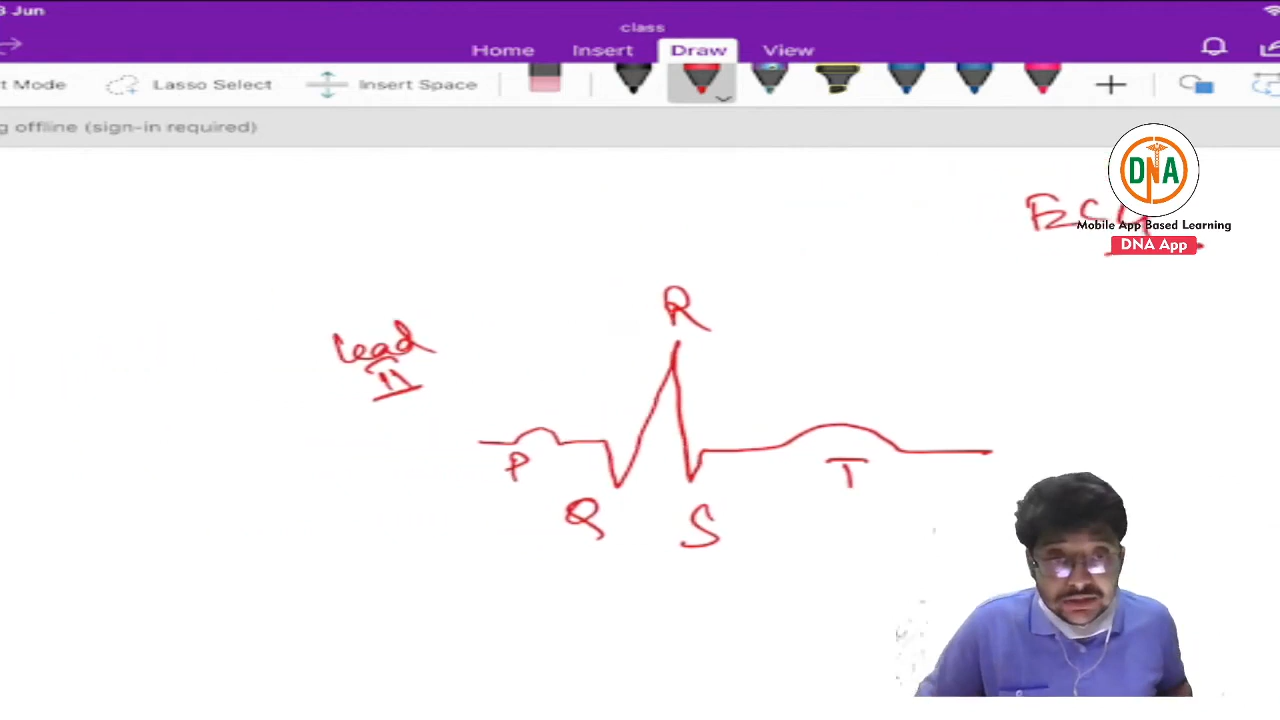 3 Jun
class
Home Insert Draw View
t Mode Lasso Select Insert Space
g offline (sign-in required)
DNA
ECG
Mobile App Based Learning
DNA App
R
Lead
II
P
T
Q
S